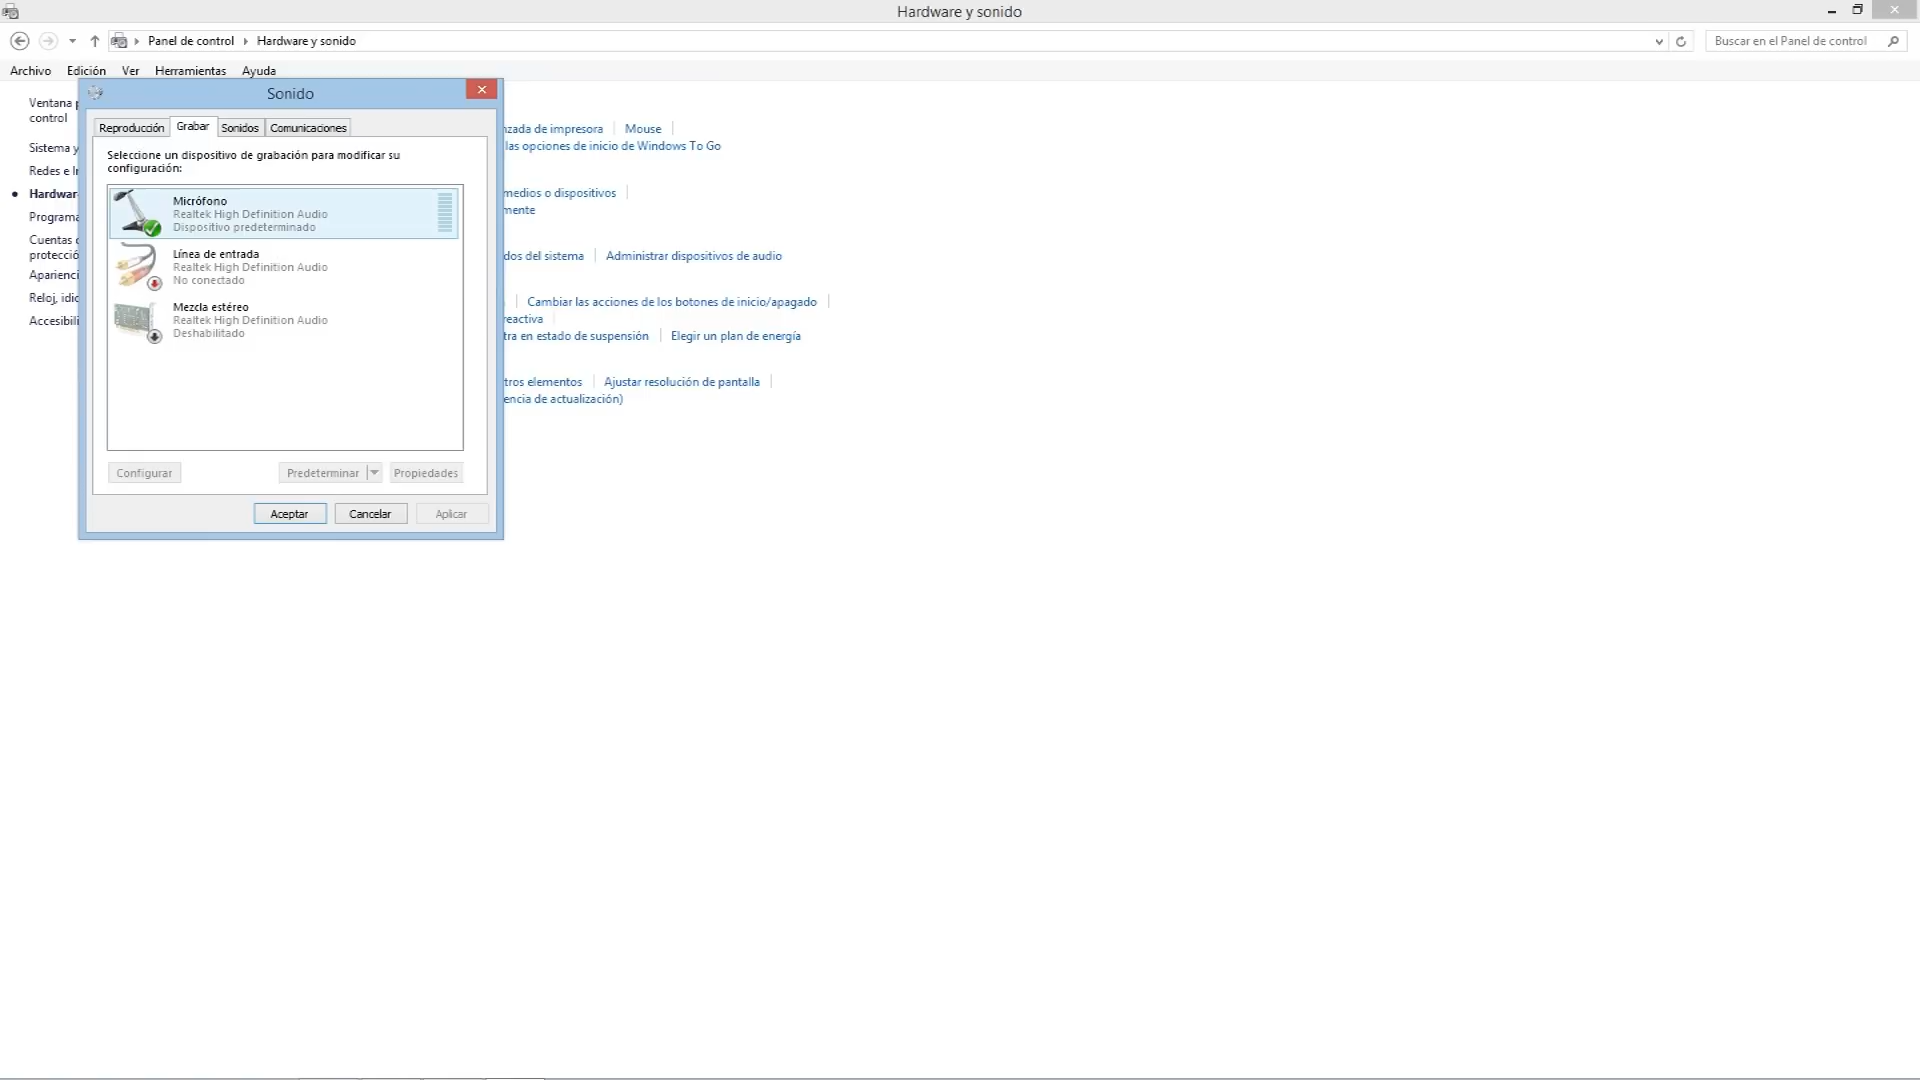 Hardware y sonido
Panel de control Hardware y sonido
Buscar en el Panel de control
Archivo Edición Ver Herramientas Ayuda
Ventana
control
Sistema y
Redes e
Hardwar
Programa
Cuentas
protecció
Aparienci
Reloj, idio
Accesibili
Sonido
Reproducción Grabar Sonidos Comunicaciones
Seleccione un dispositivo de grabación para modificar su
configuración:
Micrófono
Realtek High Definition Audio
Dispositivo predeterminado
Línea de entrada
Realtek High Definition Audio
No conectado
Mezcla estéreo
Realtek High Definition Audio
Deshabilitado
Configurar Predeterminar Propiedades
Aceptar Cancelar Aplicar
nzada de impresora Mouse
las opciones de inicio de Windows To Go
medios o dispositivos
mente
dos del sistema Administrar dispositivos de audio
Cambiar las acciones de los botones de inicio/apagado
reactiva
tra en estado de suspensión Elegir un plan de energía
tros elementos Ajustar resolución de pantalla
encia de actualización)